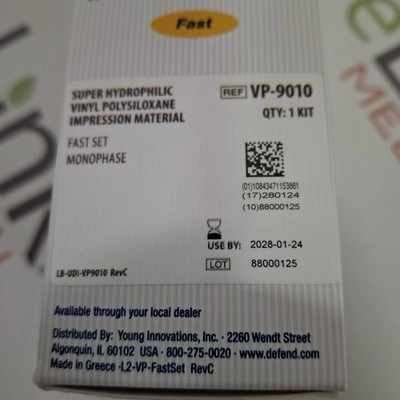 Fast
SUPER HYDROPHILIC
VINYL POLYSILOXANE
IMPRESSION MATERIAL
FAST SET
MONOPHASE
REF VP-9010
QTY: 1 KIT
(01)10843471153861
(17)280124
(10)88000125
USE BY: 2028-01-24
LOT 88000125
LB-UDI-VP9010 RevC
Available through your local dealer
Distributed By: Young Innovations, Inc. · 2260 Wendt Street
Algonquin, IL 60102 USA · 800-275-0020 · www.defend.com
Made in Greece ·L2-VP-FastSet RevC